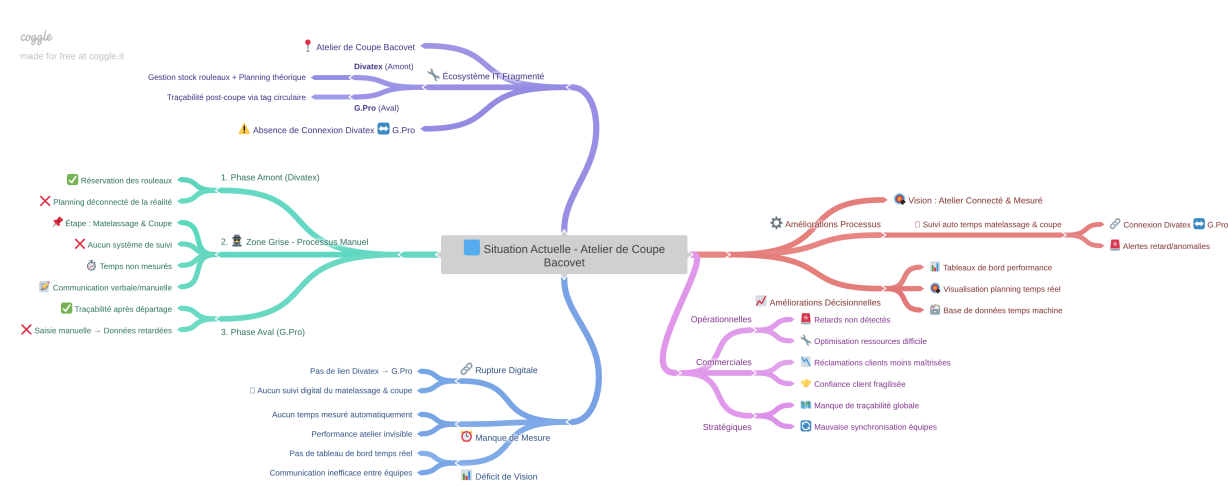 coggle
made for free at coggle.it
Atelier de Coupe Bacovet
Écosystème IT Fragmenté
Divatex (Amont)
Gestion stock rouleaux + Planning théorique
Traçabilité post-coupe via tag circulaire
G.Pro (Aval)
Absence de Connexion Divatex ↔ G.Pro
1. Phase Amont (Divatex)
Réservation des rouleaux
Planning déconnecté de la réalité
2. Zone Grise - Processus Manuel
Étape : Matelassage & Coupe
Aucun système de suivi
Temps non mesurés
Communication verbale/manuelle
3. Phase Aval (G.Pro)
Traçabilité après départage
Saisie manuelle → Données retardées
Situation Actuelle - Atelier de Coupe
Bacovet
Rupture Digitale
Pas de lien Divatex → G.Pro
Aucun suivi digital du matelassage & coupe
Manque de Mesure
Aucun temps mesuré automatiquement
Performance atelier invisible
Déficit de Vision
Pas de tableau de bord temps réel
Communication inefficace entre équipes
Vision : Atelier Connecté & Mesuré
Améliorations Processus
Suivi auto temps matelassage & coupe
Connexion Divatex ↔ G.Pro
Alertes retard/anomalies
Améliorations Décisionnelles
Tableaux de bord performance
Visualisation planning temps réel
Base de données temps machine
Opérationnelles
Retards non détectés
Optimisation ressources difficile
Commerciales
Réclamations clients moins maîtrisées
Confiance client fragilisée
Stratégiques
Manque de traçabilité globale
Mauvaise synchronisation équipes